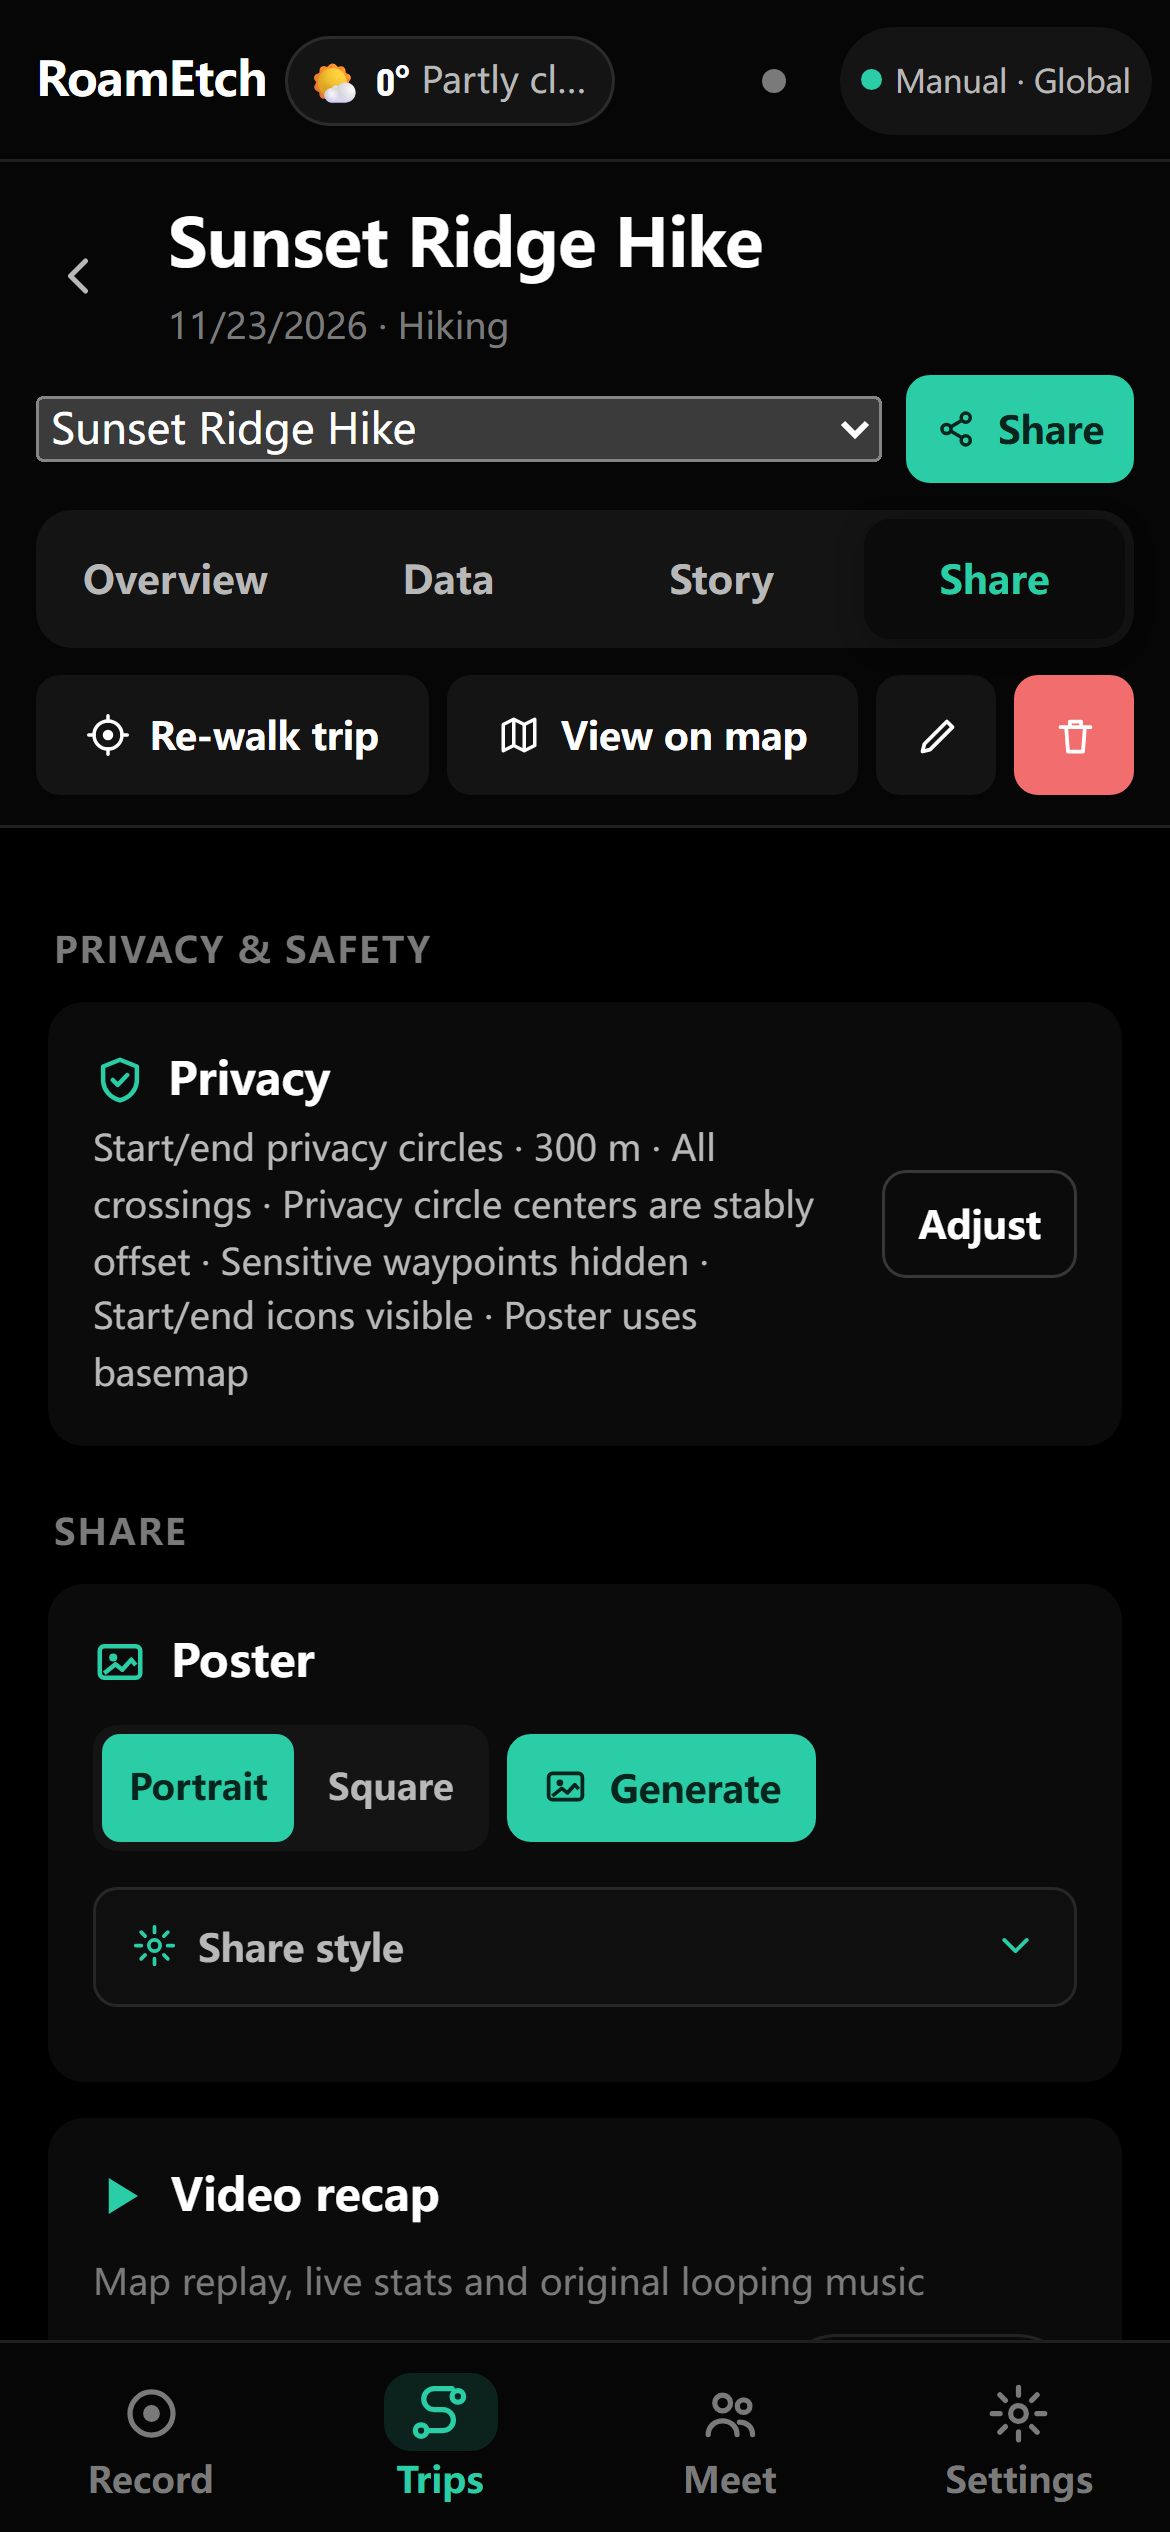 RoamEtch
0° Partly cl...
Manual · Global
Sunset Ridge Hike
11/23/2026 · Hiking
Sunset Ridge Hike
Share
Overview
Data
Story
Share
Re-walk trip
View on map
PRIVACY & SAFETY
Privacy
Start/end privacy circles · 300 m · All
crossings · Privacy circle centers are stably
offset · Sensitive waypoints hidden ·
Start/end icons visible · Poster uses
basemap
Adjust
SHARE
Poster
Portrait
Square
Generate
Share style
Video recap
Map replay, live stats and original looping music
Record
Trips
Meet
Settings